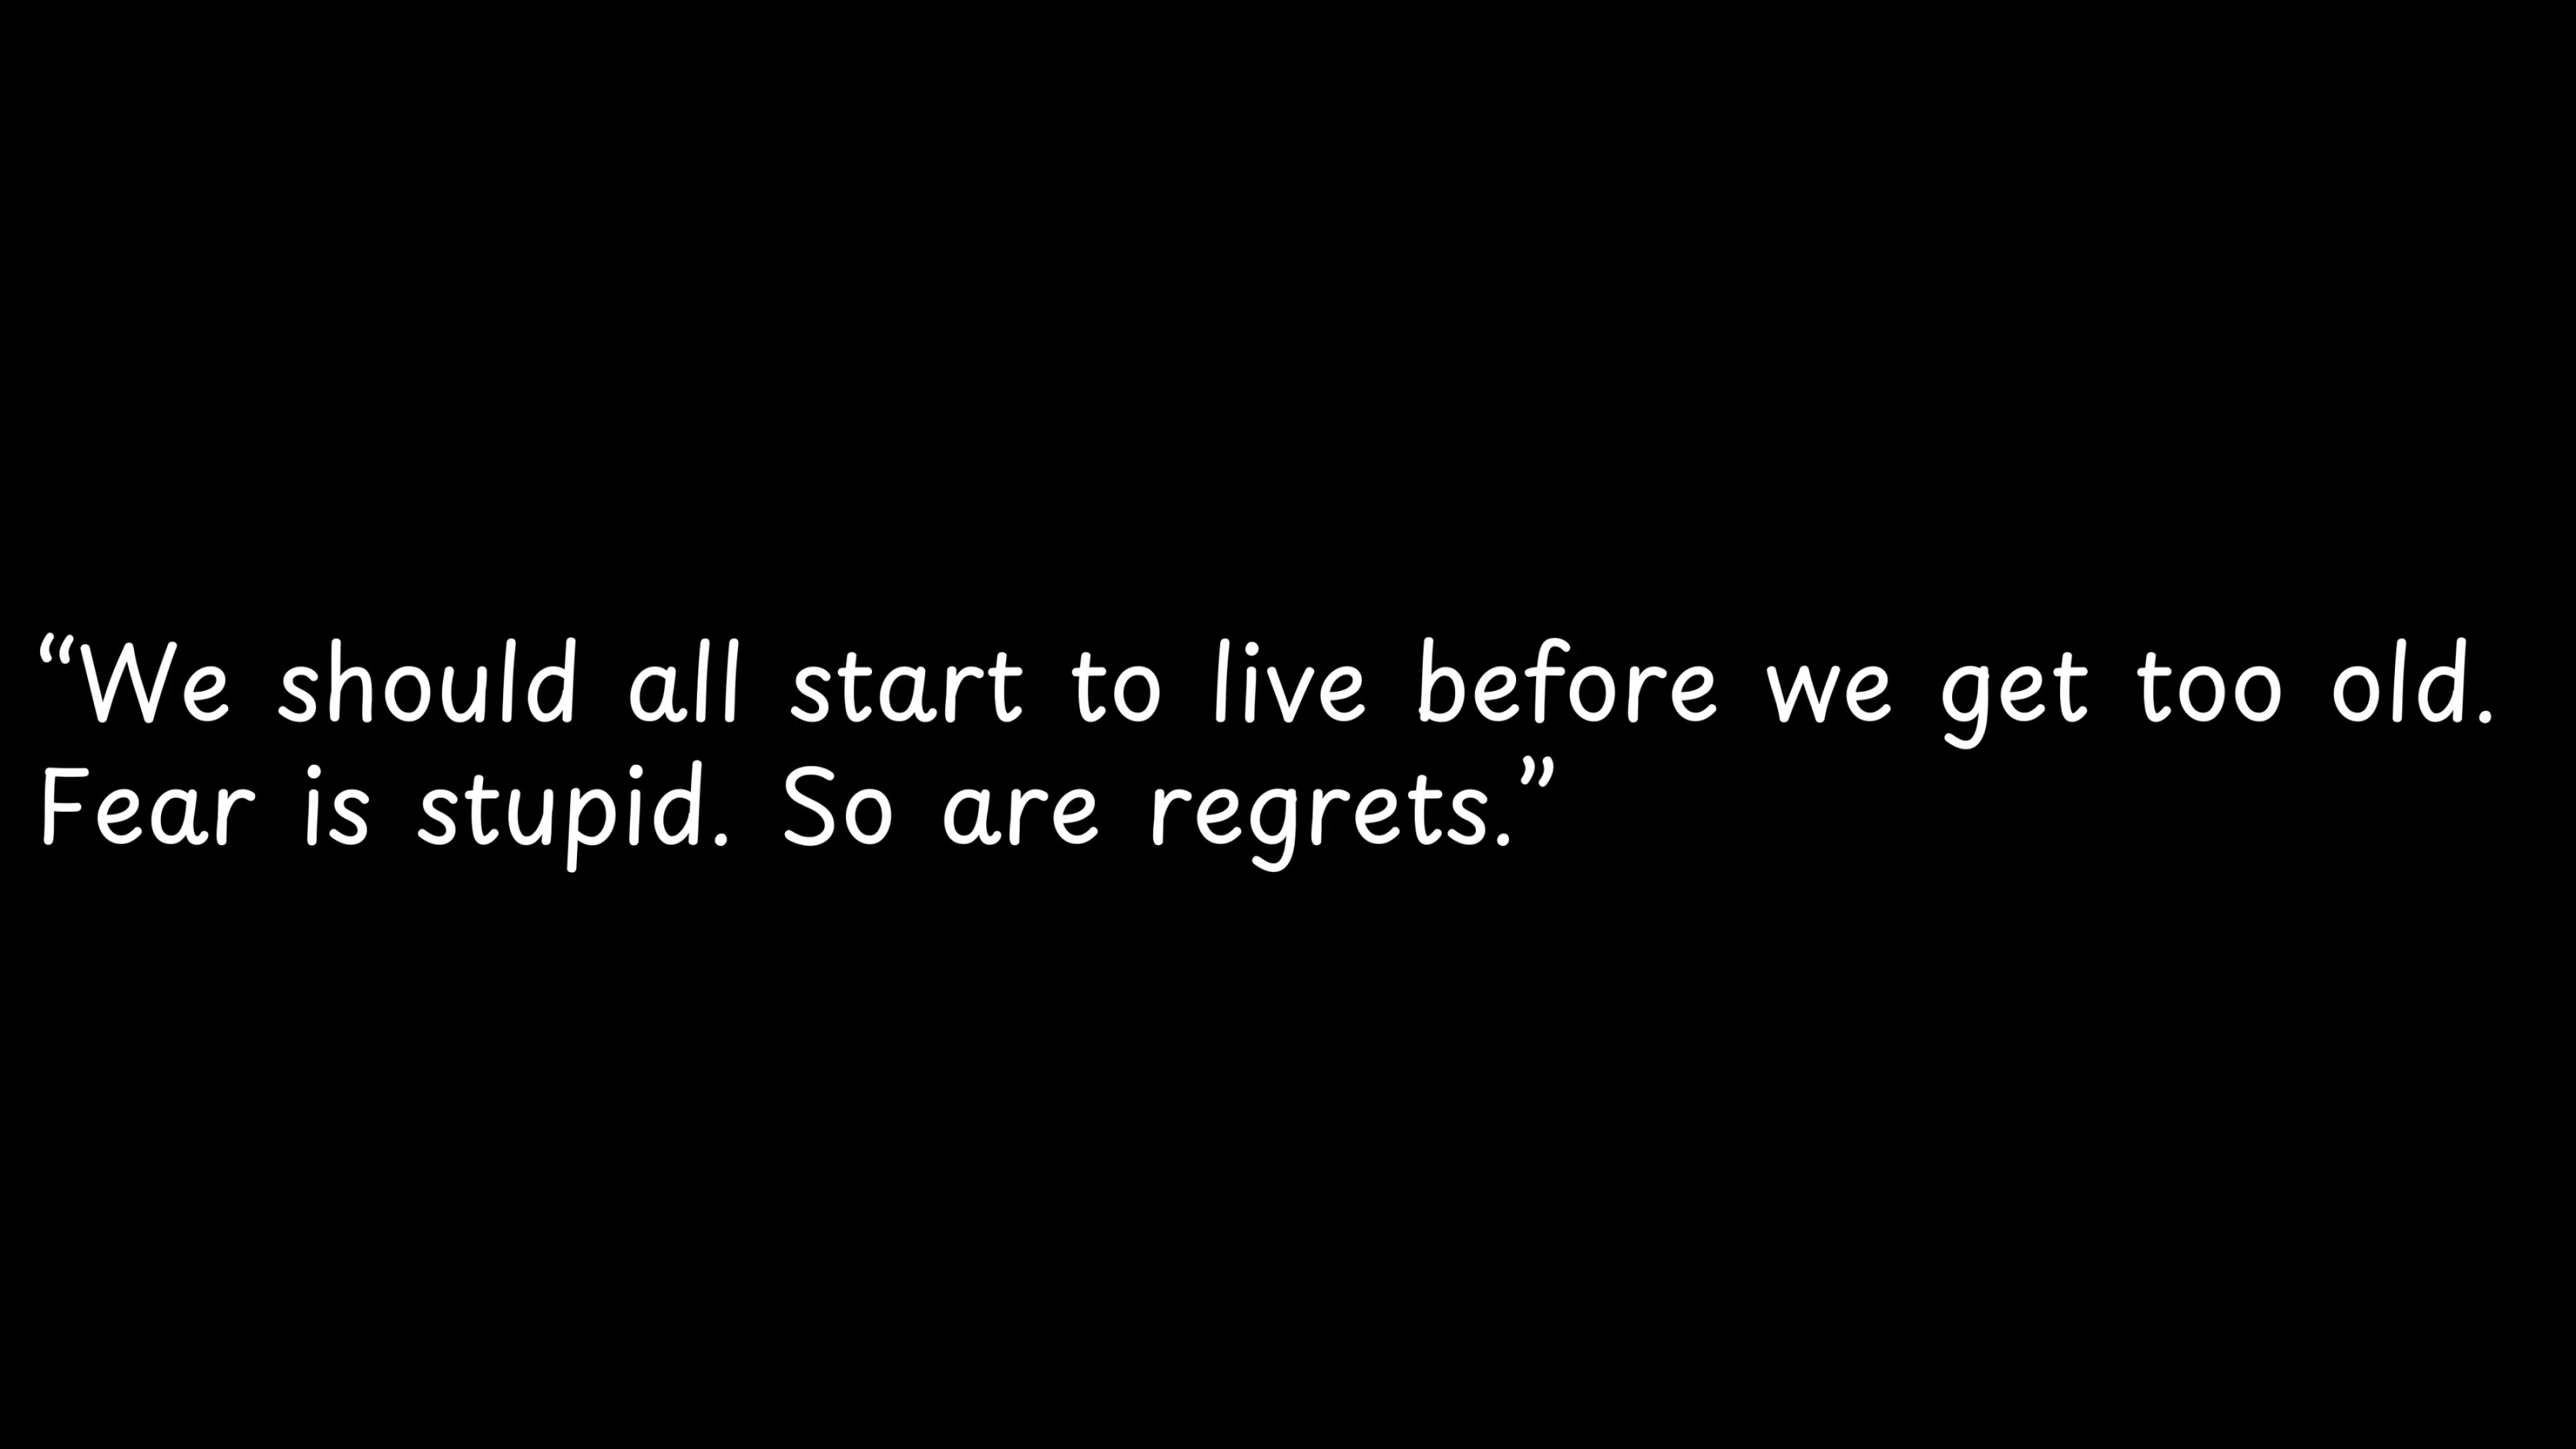 “We should all start to live before we get too old.
Fear is stupid. So are regrets.”